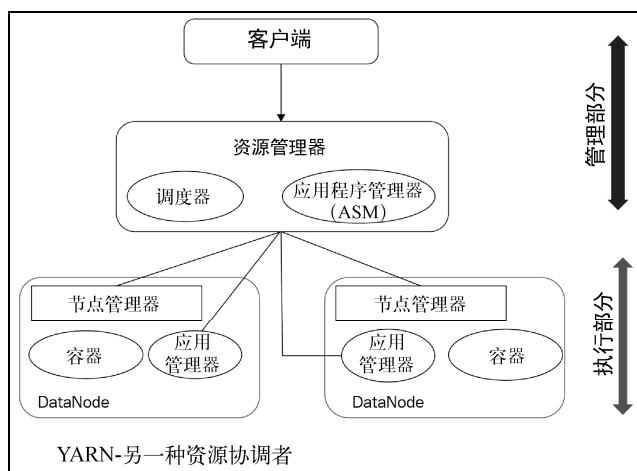 客户端
管理部分
资源管理器
调度器
应用程序管理器
(ASM)
节点管理器
容器
应用
管理器
DataNode
节点管理器
应用
管理器
容器
DataNode
执行部分
YARN-另一种资源协调者